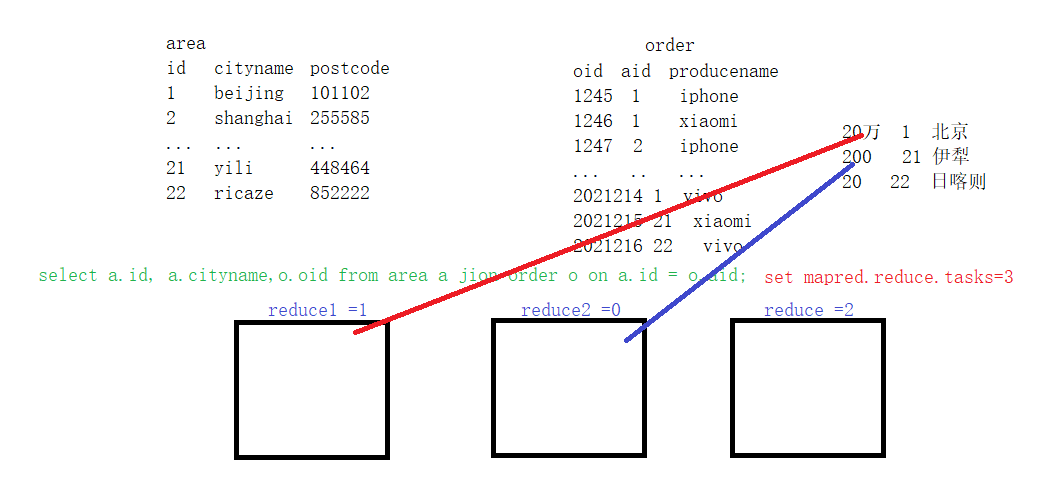 area
id cityname postcode
1 beijing 101102
2 shanghai 255585
... ... ...
21 yili 448464
22 ricaze 852222
order
oid aid producename
1245 1 iphone
1246 1 xiaomi
1247 2 iphone
... .. ...
2021214 1 vivo
2021215 21 xiaomi
2021216 22 vivo
20万 1 北京
200 21 伊犁
20 22 日喀则
select a.id, a.cityname,o.oid from area a jion order o on a.id = o.aid;
set mapred.reduce.tasks=3
reduce1 =1
reduce2 =0
reduce =2